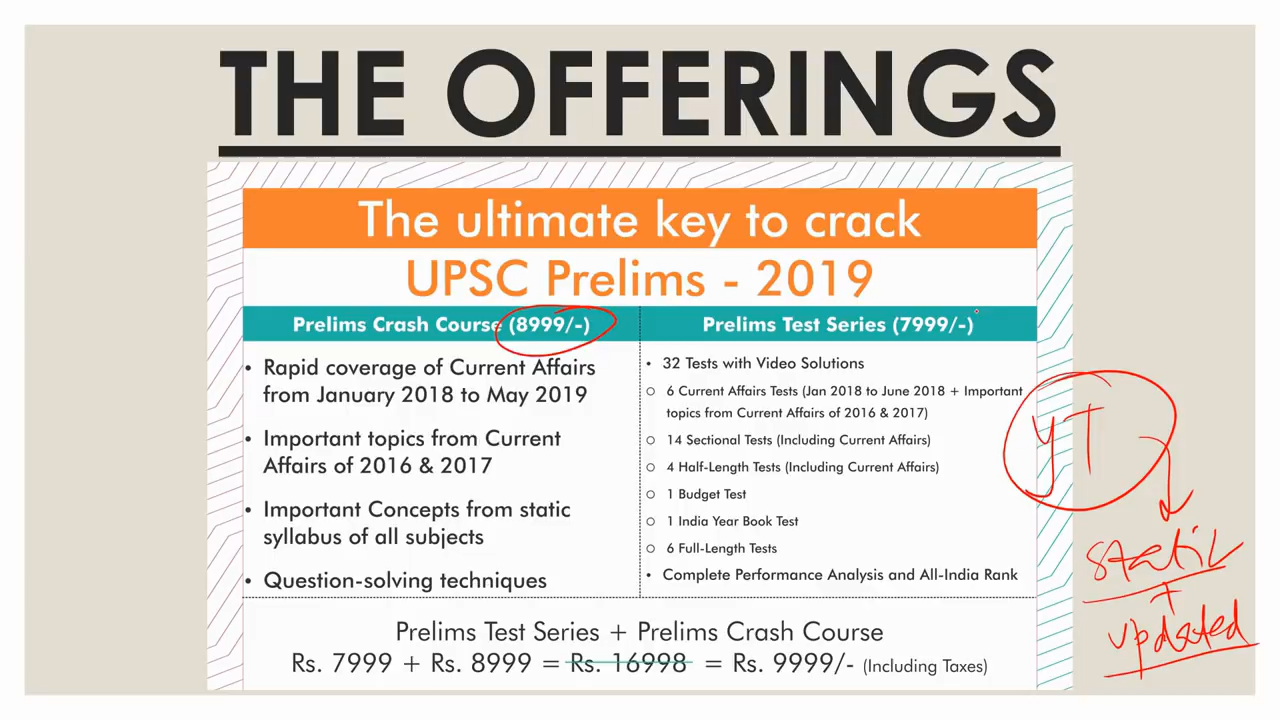 THE OFFERINGS
The ultimate key to crack
UPSC Prelims - 2019
Prelims Crash Course (8999/-)
• Rapid coverage of Current Affairs
from January 2018 to May 2019
• Important topics from Current
Affairs of 2016 & 2017
• Important Concepts from static
syllabus of all subjects
• Question-solving techniques
Prelims Test Series (7999/-)
• 32 Tests with Video Solutions
○ 6 Current Affairs Tests (Jan 2018 to June 2018 + Important
topics from Current Affairs of 2016 & 2017)
○ 14 Sectional Tests (Including Current Affairs)
○ 4 Half-Length Tests (Including Current Affairs)
○ 1 Budget Test
○ 1 India Year Book Test
○ 6 Full-Length Tests
• Complete Performance Analysis and All-India Rank
Prelims Test Series + Prelims Crash Course
Rs. 7999 + Rs. 8999 = Rs. 16998 = Rs. 9999/- (Including Taxes)
YT
static
+
updated